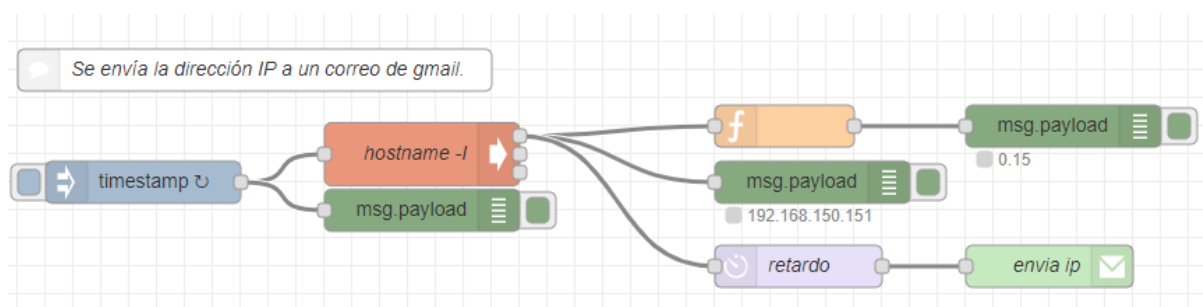 Se envía la dirección IP a un correo de gmail.
timestamp ↻
hostname -I
msg.payload
f
msg.payload
0.15
msg.payload
192.168.150.151
retardo
envia ip